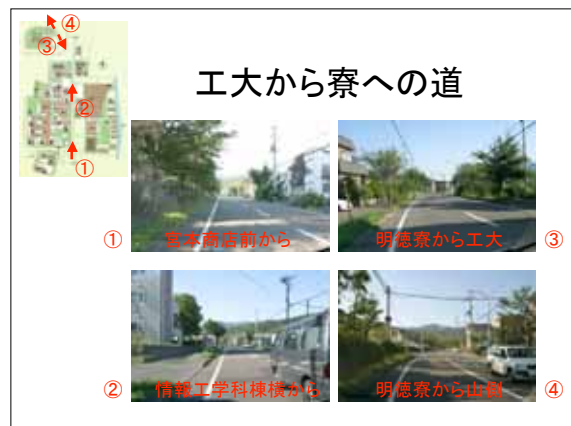 ④
③
②
①
工大から寮への道
① 宮本商店前から
明徳寮から工大 ③
② 情報工学科棟横から
明徳寮から山側 ④